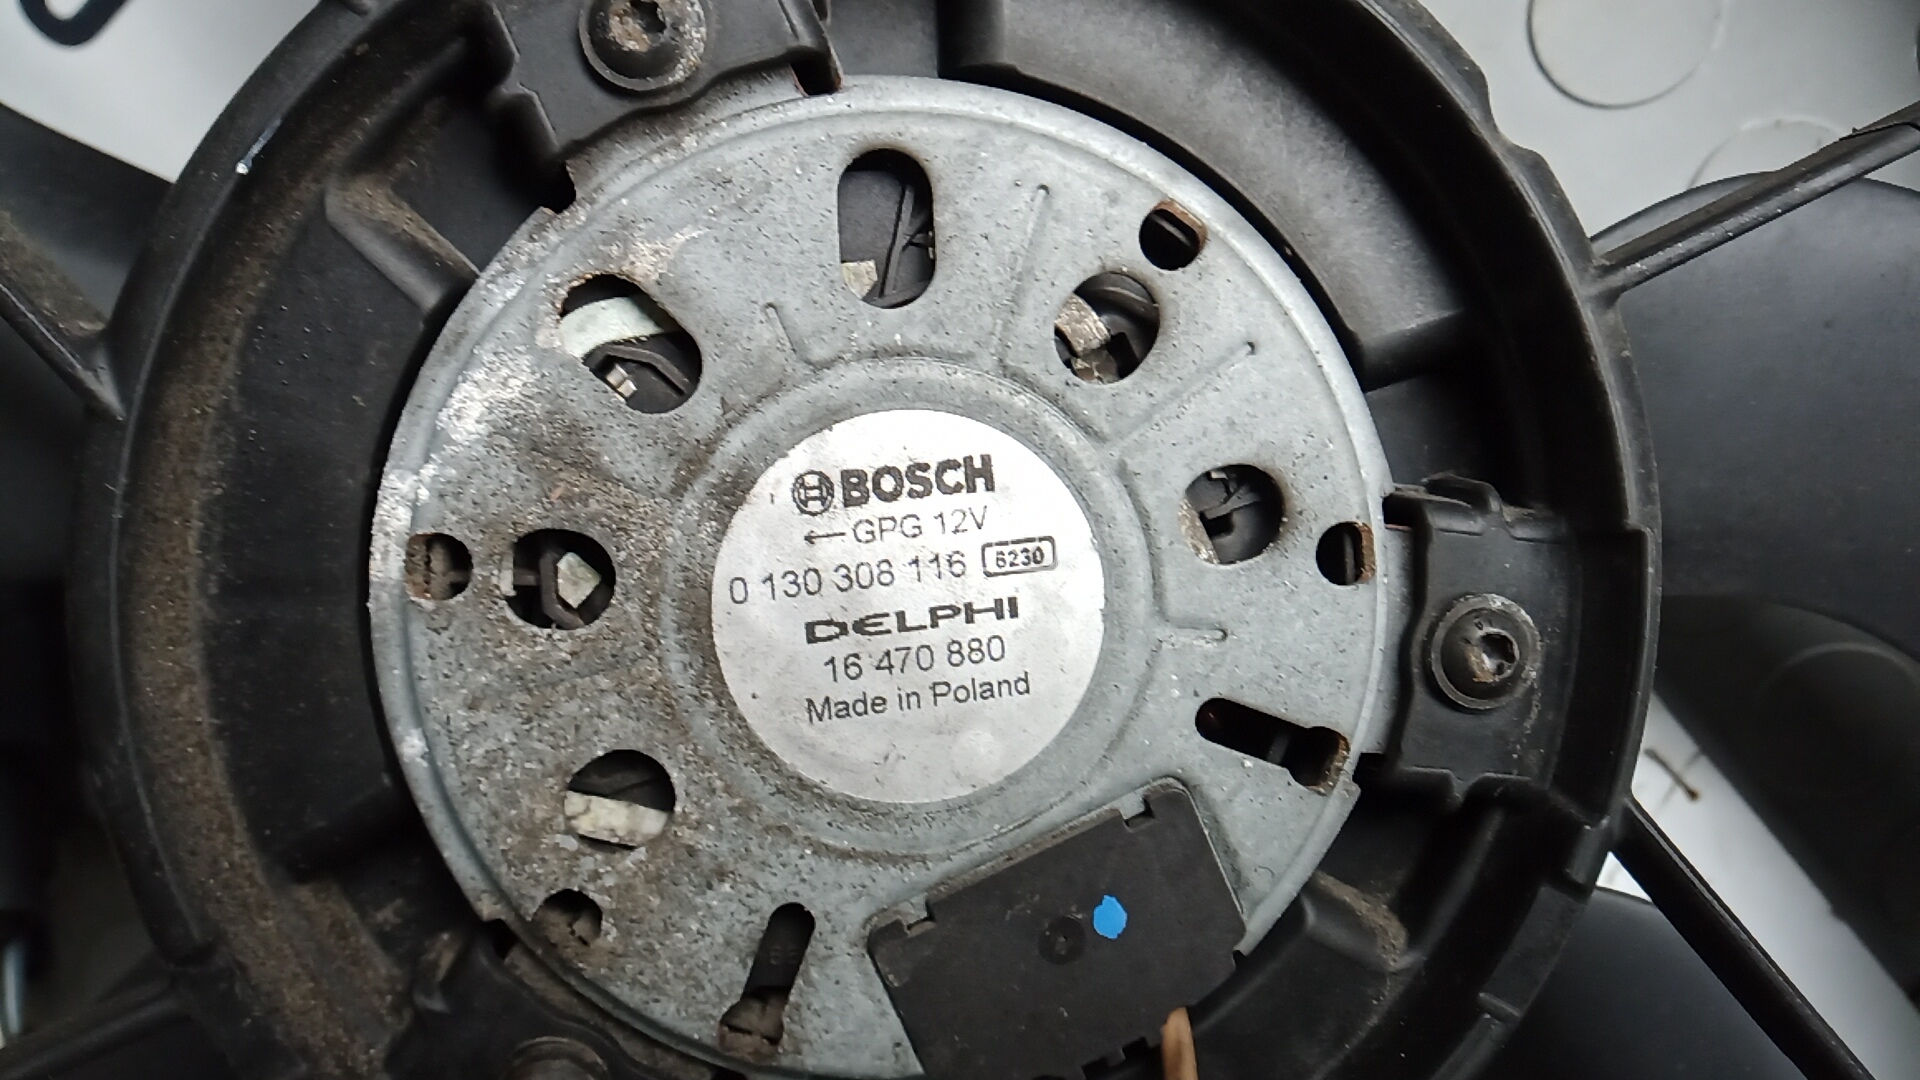 BOSCH
←GPG 12V
0 130 308 116 6230
DELPHI
16 470 880
Made in Poland